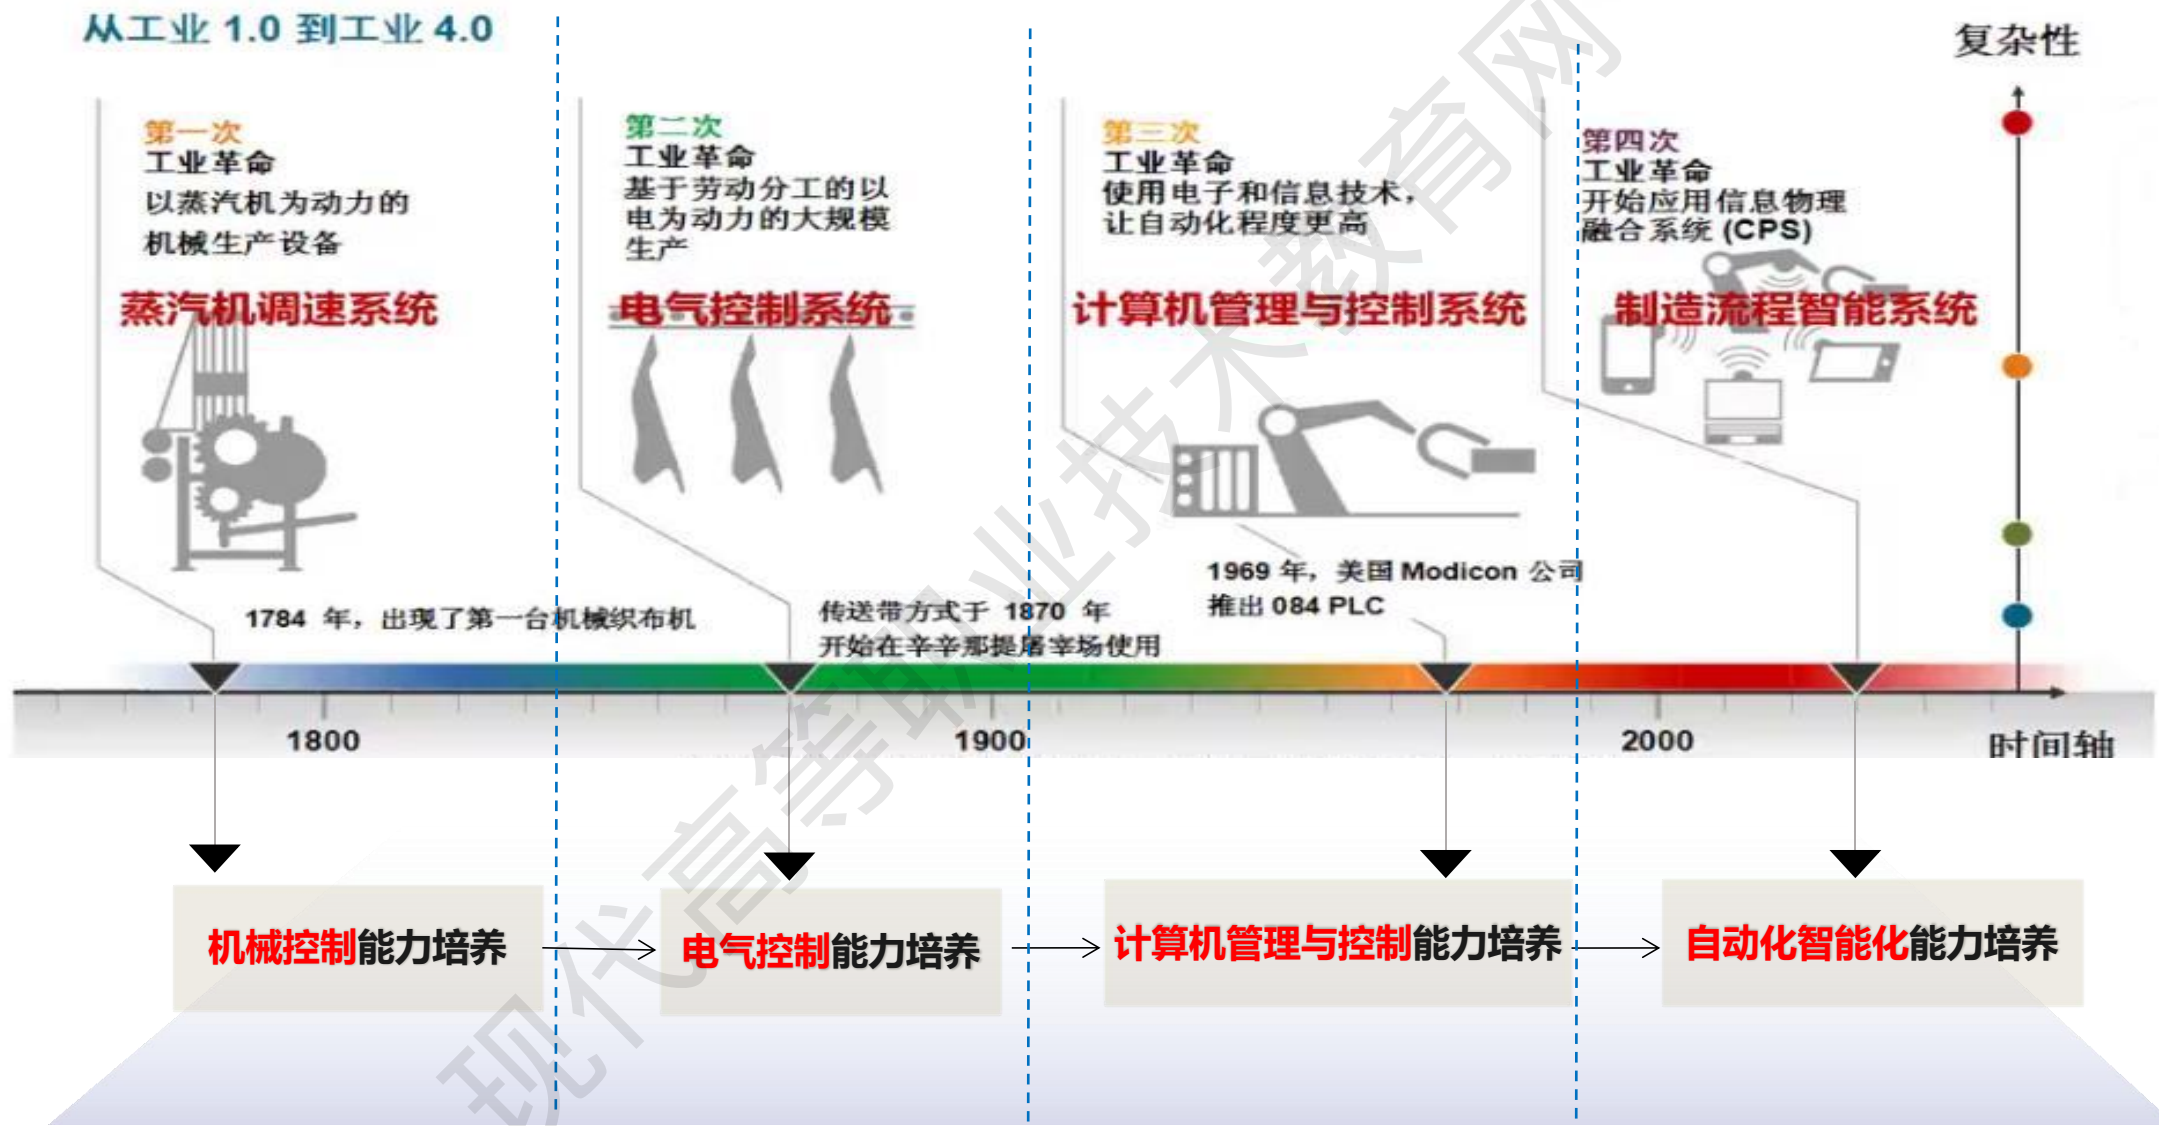 从工业 1.0 到工业 4.0
复杂性
第一次
工业革命
以蒸汽机为动力的
机械生产设备
蒸汽机调速系统
第二次
工业革命
基于劳动分工的以
电为动力的大规模
生产
电气控制系统
第三次
工业革命
使用电子和信息技术，
让自动化程度更高
计算机管理与控制系统
第四次
工业革命
开始应用信息物理
融合系统 (CPS)
制造流程智能系统
1784 年，出现了第一台机械织布机
传送带方式于 1870 年
开始在辛辛那提屠宰场使用
1969 年，美国 Modicon 公司
推出 084 PLC
1800
1900
2000
时间轴
机械控制能力培养
电气控制能力培养
计算机管理与控制能力培养
自动化智能化能力培养
现代高等职业技术教育网